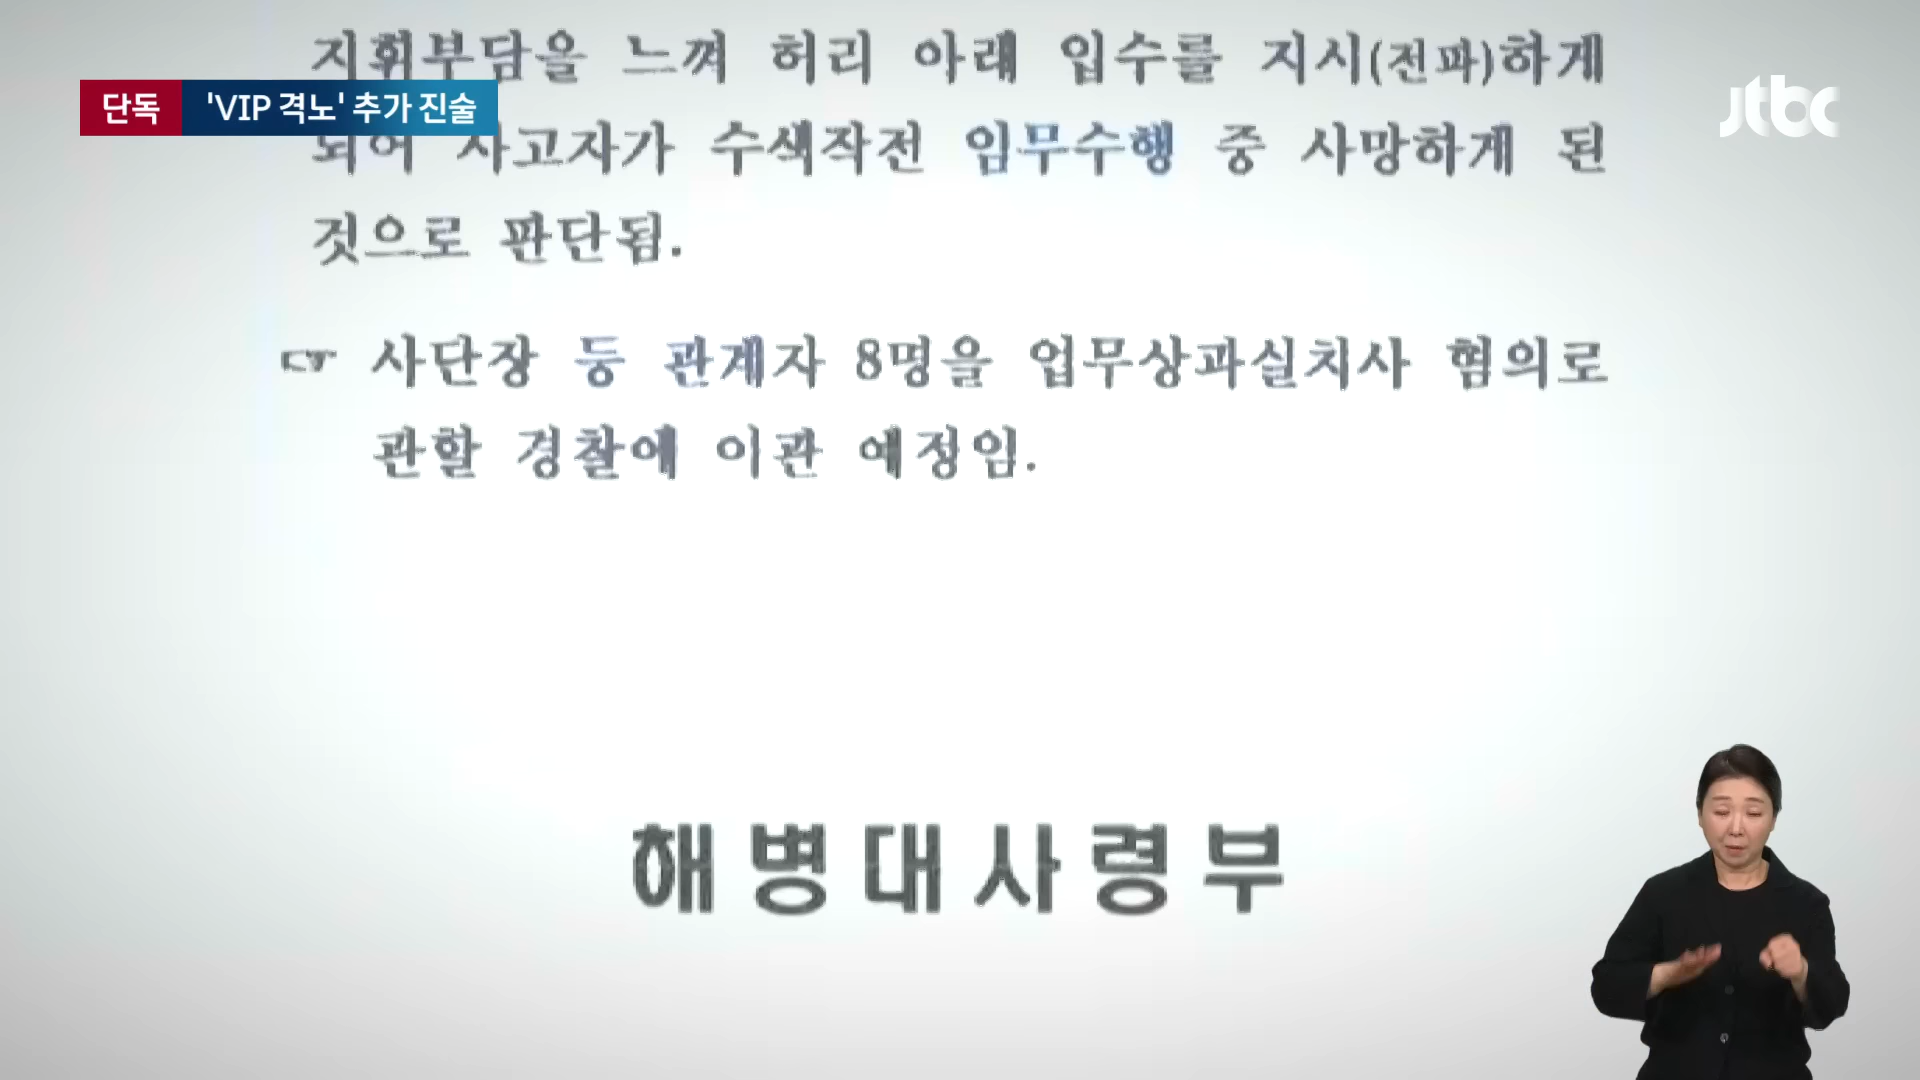 지휘부담을 느껴 허리 아래 입수를 지시(전파)하게
단독 'VIP 격노' 추가 진술
jtbc
되어 사고자가 수색작전 임무수행 중 사망하게 된
것으로 판단됨.
☞ 사단장 등 관계자 8명을 업무상과실치사 혐의로
관할 경찰에 이관 예정임.
해병대사령부